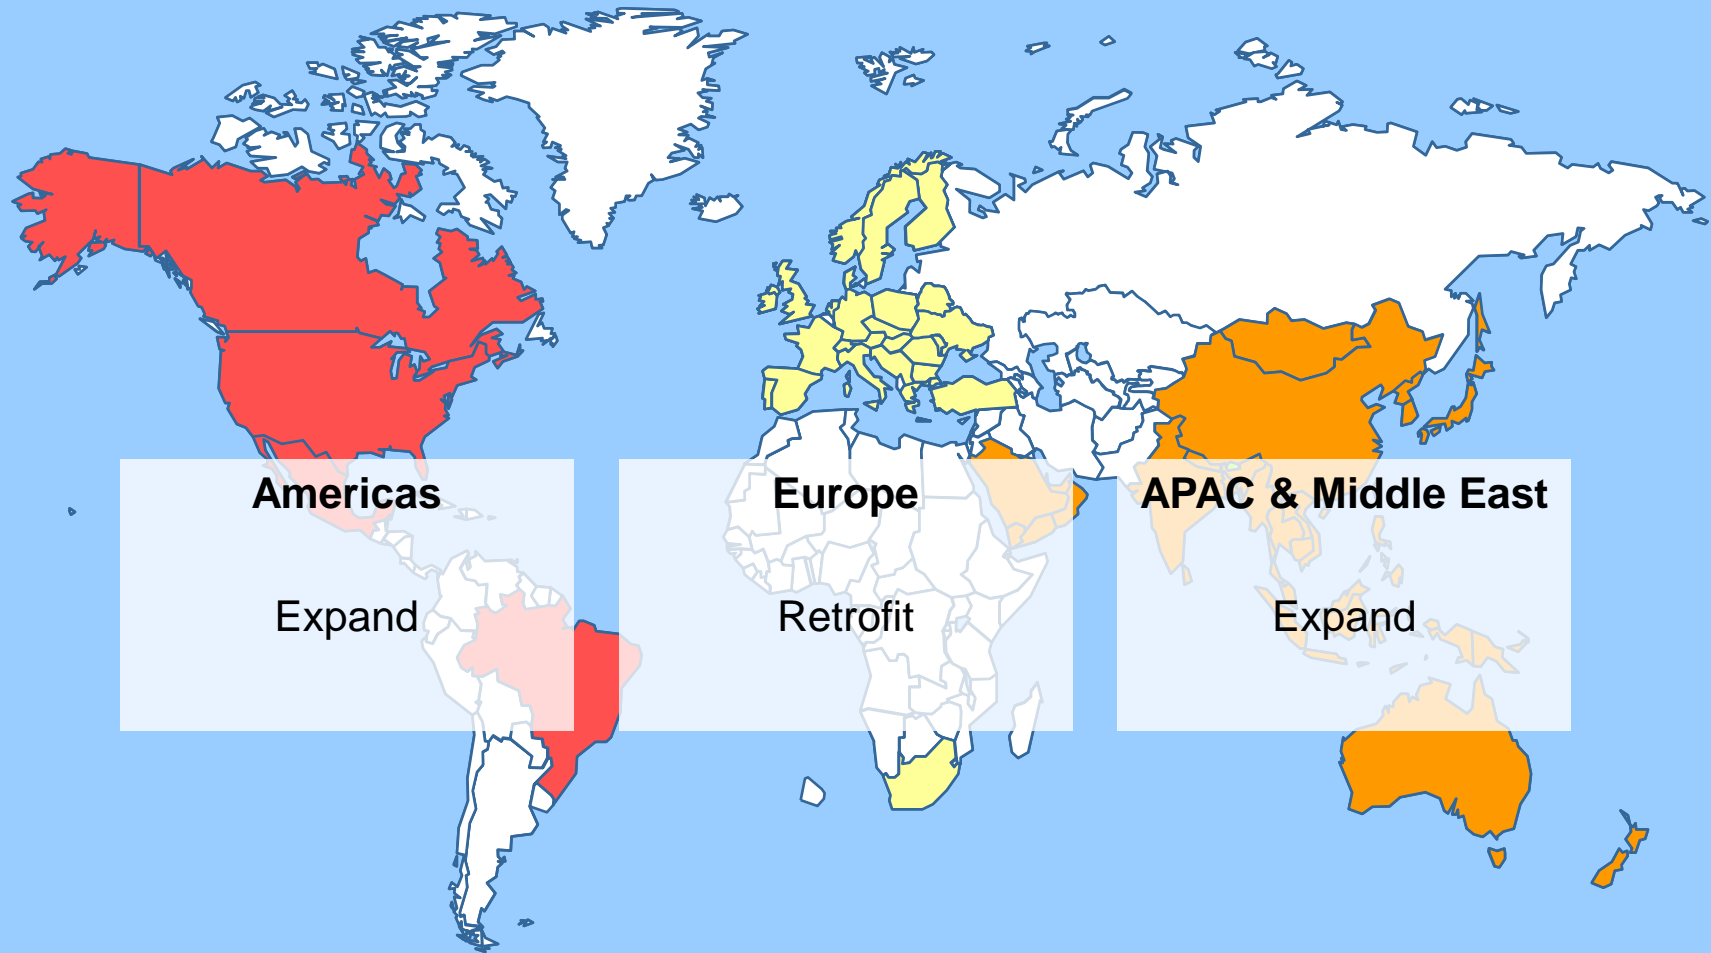 Americas
Expand
Europe
Retrofit
APAC & Middle East
Expand